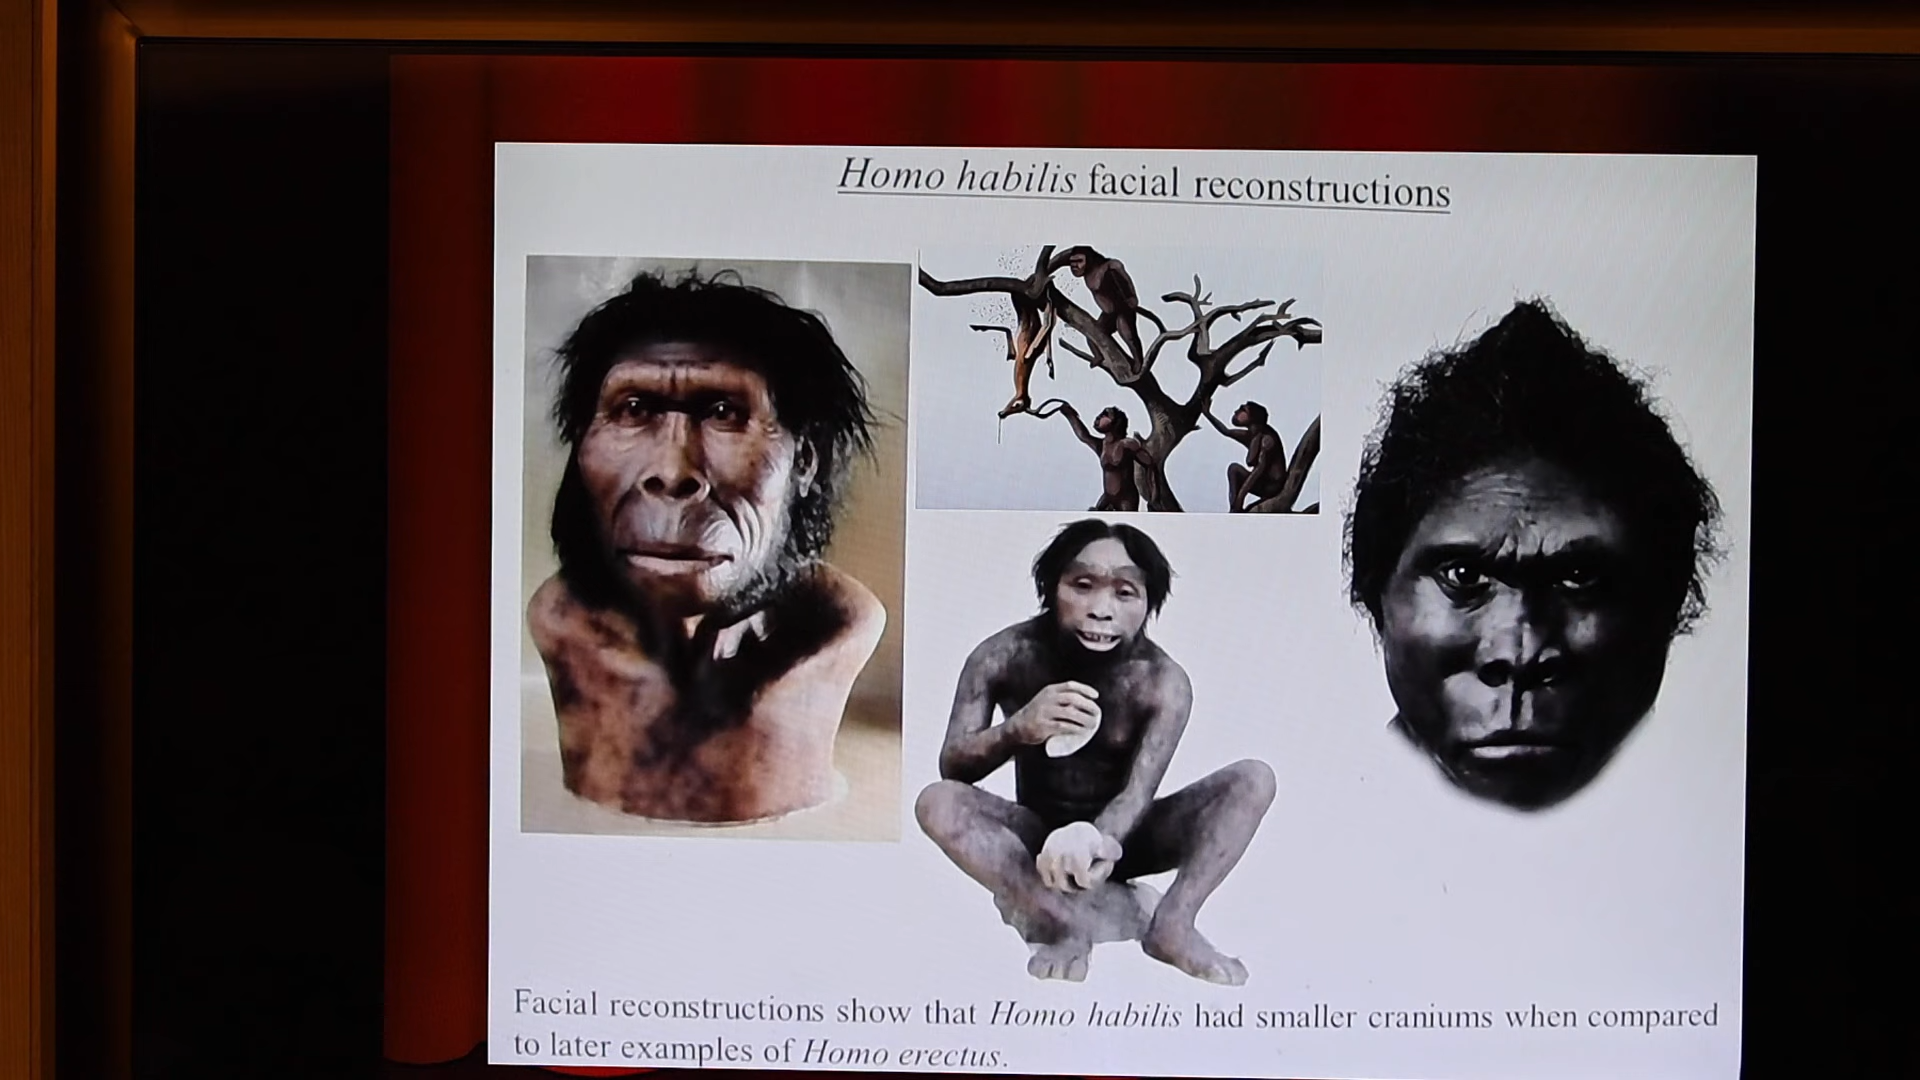 Homo habilis facial reconstructions
Facial reconstructions show that Homo habilis had smaller craniums when compared
to later examples of Homo erectus.